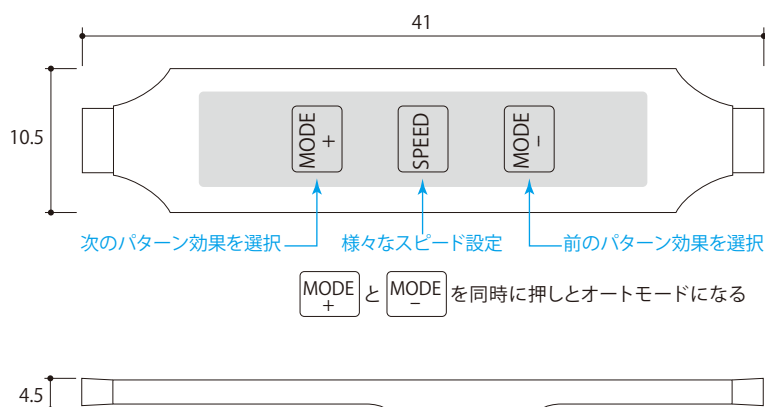 41
10.5
MODE +
SPEED
MODE −
次のパターン効果を選択
様々なスピード設定
前のパターン効果を選択
MODE + と MODE − を同時に押しとオートモードになる
4.5